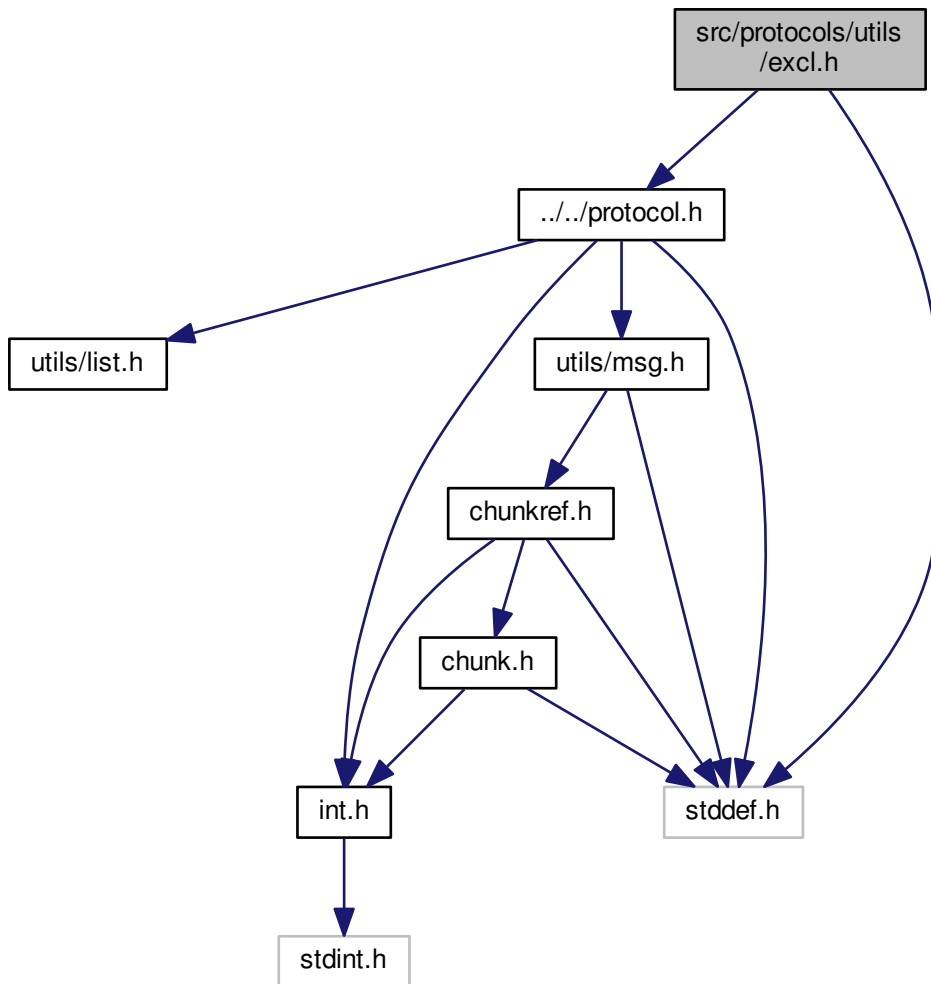 src/protocols/utils
/excl.h
../../protocol.h
utils/list.h
utils/msg.h
chunkref.h
chunk.h
int.h
stddef.h
stdint.h